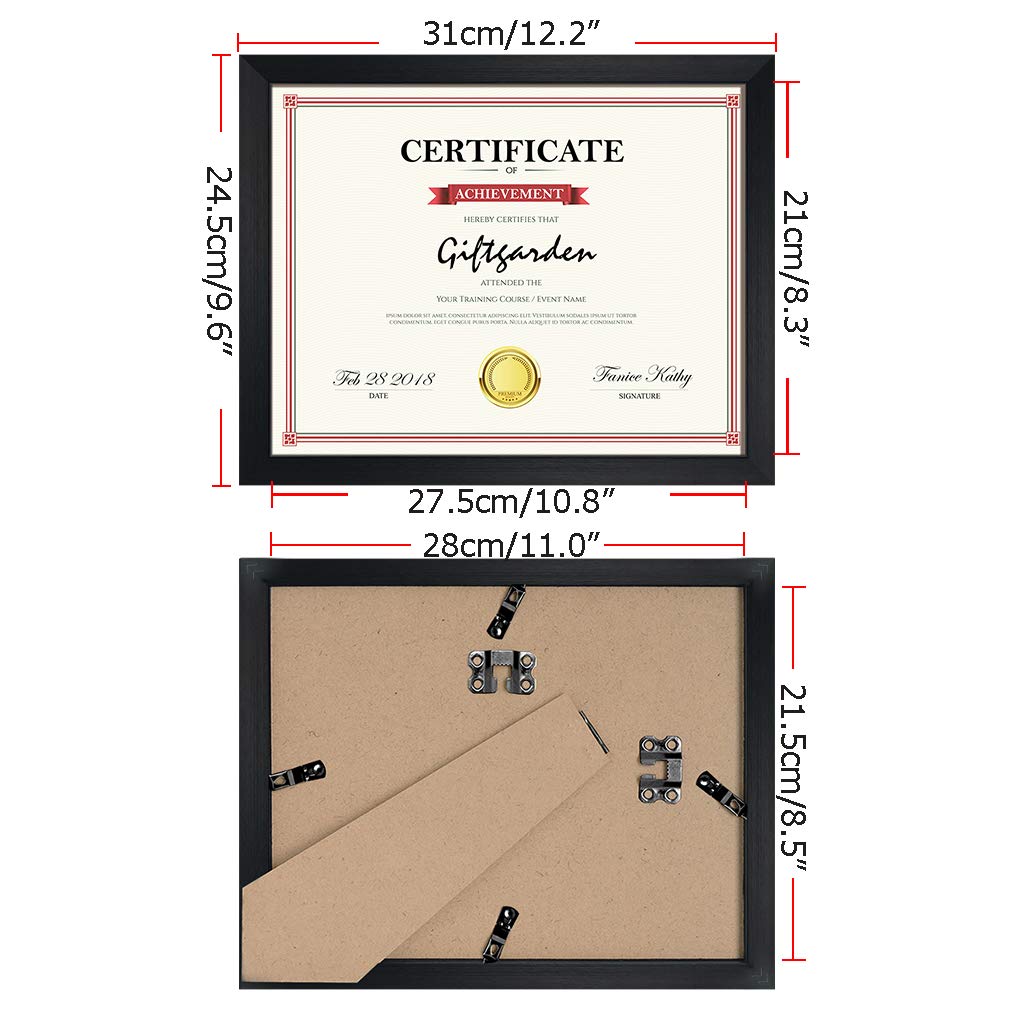 31cm/12.2"
24.5cm/9.6"
CERTIFICATE
OF
ACHIEVEMENT
HEREBY CERTIFIES THAT
Giftgarden
ATTENDED THE
YOUR TRAINING COURSE / EVENT NAME
IPSUM DOLOR SIT AMET, CONSECTETUR ADIPISCING ELIT. VESTIBULUM SODALES IPSUM UT TORTOR
CONDIMENTUM, EGET CONGUE PURUS PORTA. NULLA ALIQUET ID TORTOR AC CONDIMENTUM.
Feb 28 2018
DATE
PREMIUM
Fanice Kathy
SIGNATURE
21cm/8.3"
27.5cm/10.8"
28cm/11.0"
21.5cm/8.5"